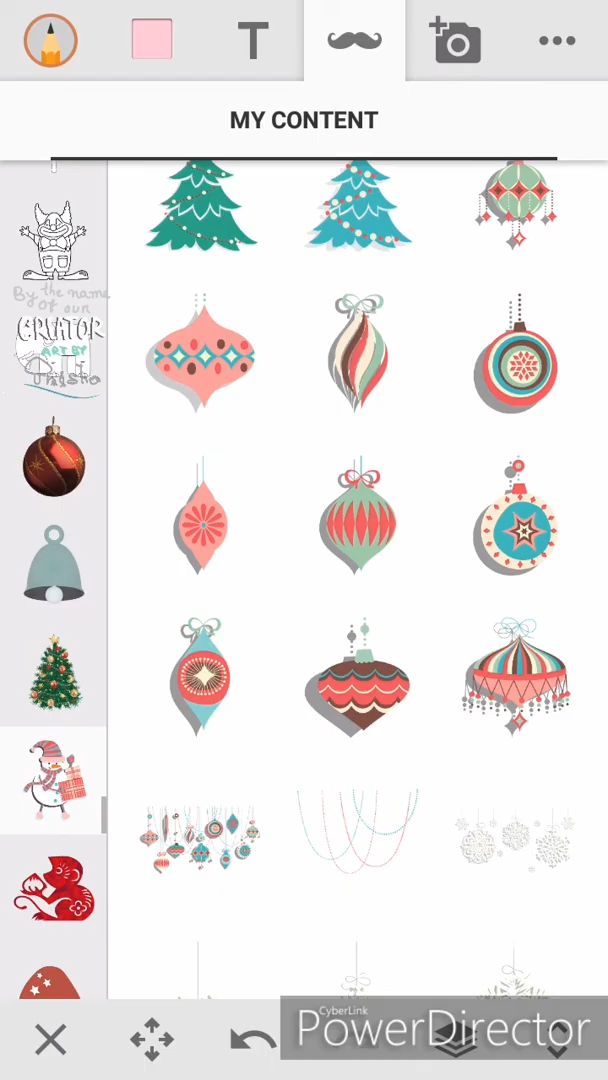 T
MY CONTENT
By the name
of our
CREATOR
ART BY
CyberLink
PowerDirector